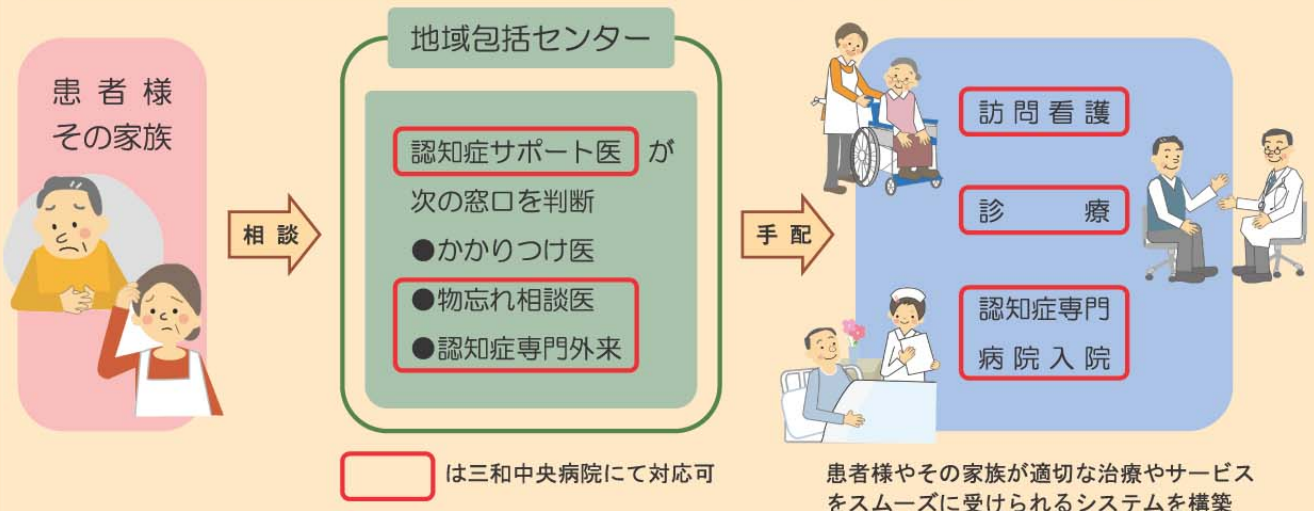 患者様
その家族
相談
地域包括センター
認知症サポート医 が
次の窓口を判断
●かかりつけ医
●物忘れ相談医
●認知症専門外来
手配
訪問看護
診療
認知症専門
病院入院
は三和中央病院にて対応可
患者様やその家族が適切な治療やサービス
をスムーズに受けられるシステムを構築